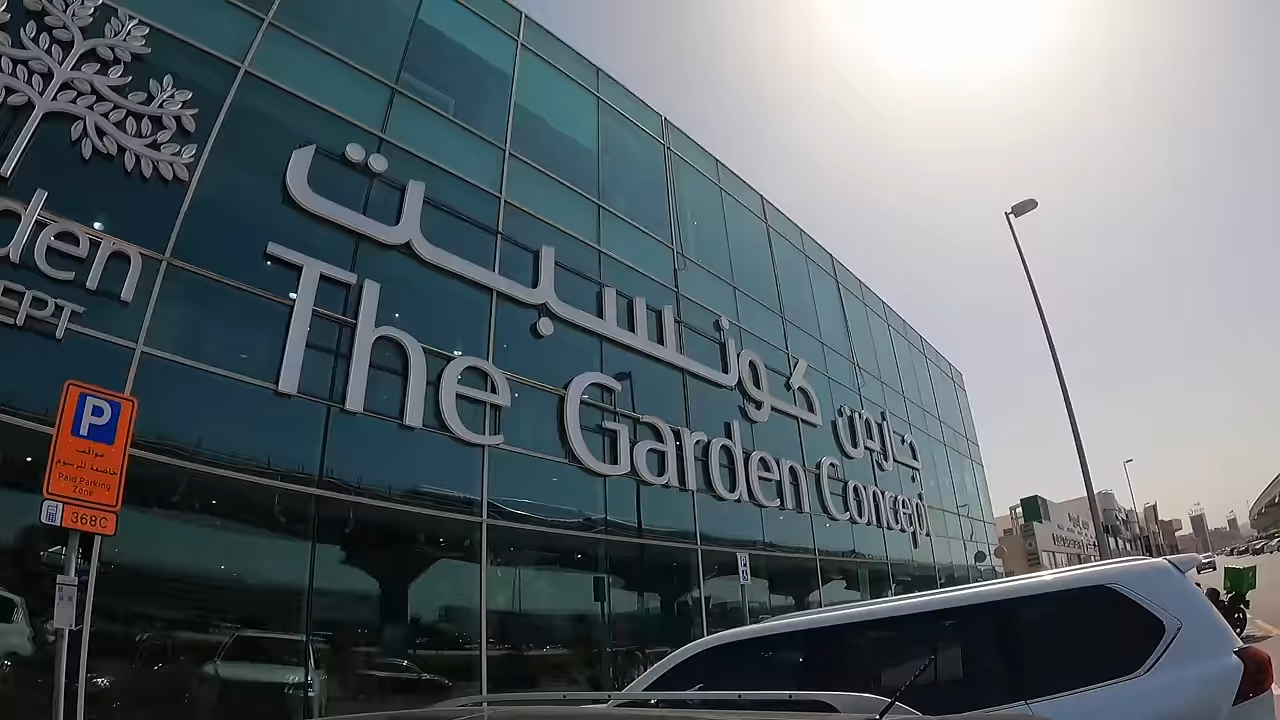 den
EPT
جاردن كونسبت
The Garden Concept
P
مواقف
خاضعة للرسوم
Paid Parking
Zone
368C
P